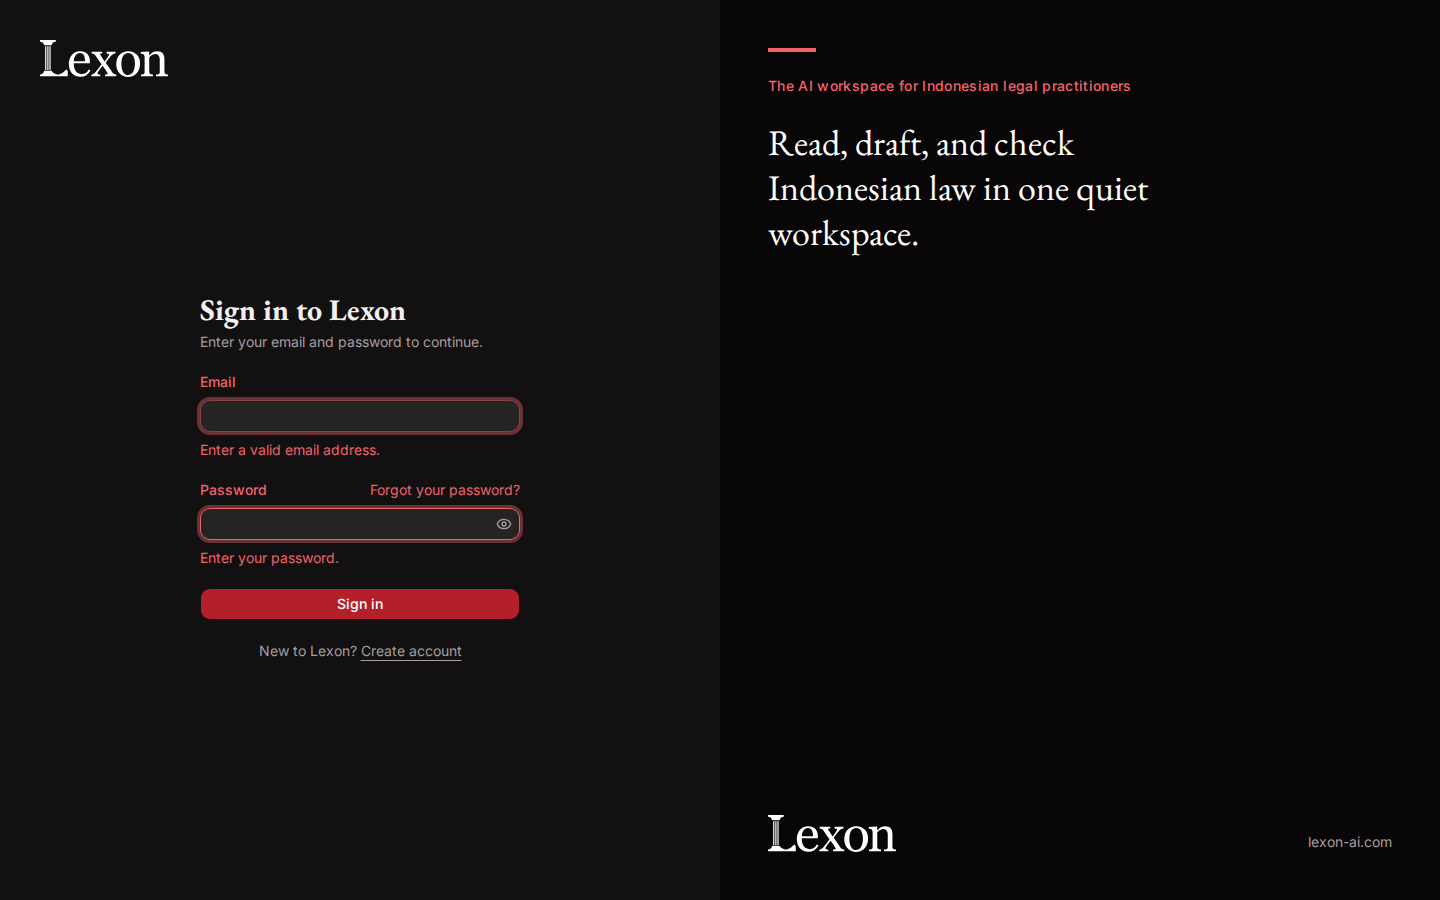 Lexon
Sign in to Lexon
Enter your email and password to continue.
Email
Enter a valid email address.
Password
Forgot your password?
Enter your password.
Sign in
New to Lexon? Create account
The AI workspace for Indonesian legal practitioners
Read, draft, and check
Indonesian law in one quiet
workspace.
Lexon
lexon-ai.com